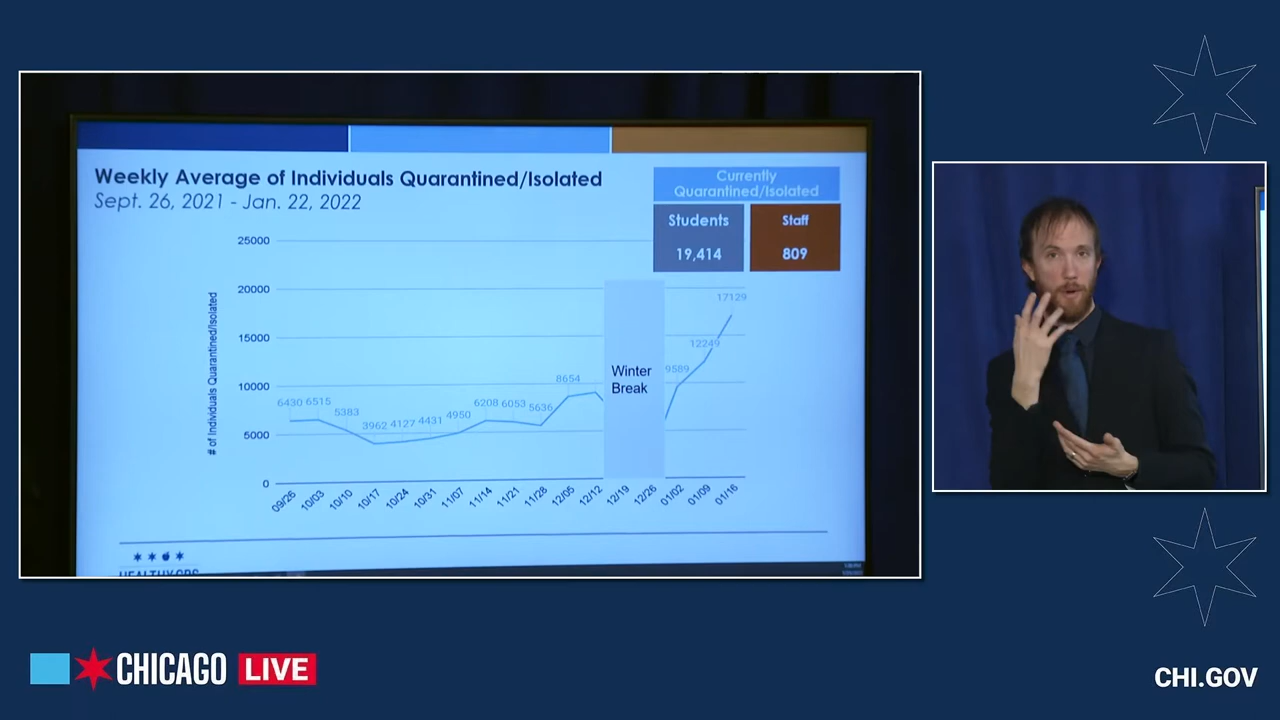 Weekly Average of Individuals Quarantined/Isolated
Sept. 26, 2021 - Jan. 22, 2022
Currently
Quarantined/Isolated
Students
Staff
19,414
809
# of Individuals Quarantined/Isolated
25000
20000
15000
10000
5000
0
6430 6515
5383
3962 4127 4431
4950
6208 6053
5636
8654
Winter
Break
9589
12249
17129
09/26 10/03 10/10 10/17 10/24 10/31 11/07 11/14 11/21 11/28 12/05 12/12 12/19 12/26 01/02 01/09 01/16
HEALTHY CPS
CHICAGO LIVE
CHI.GOV